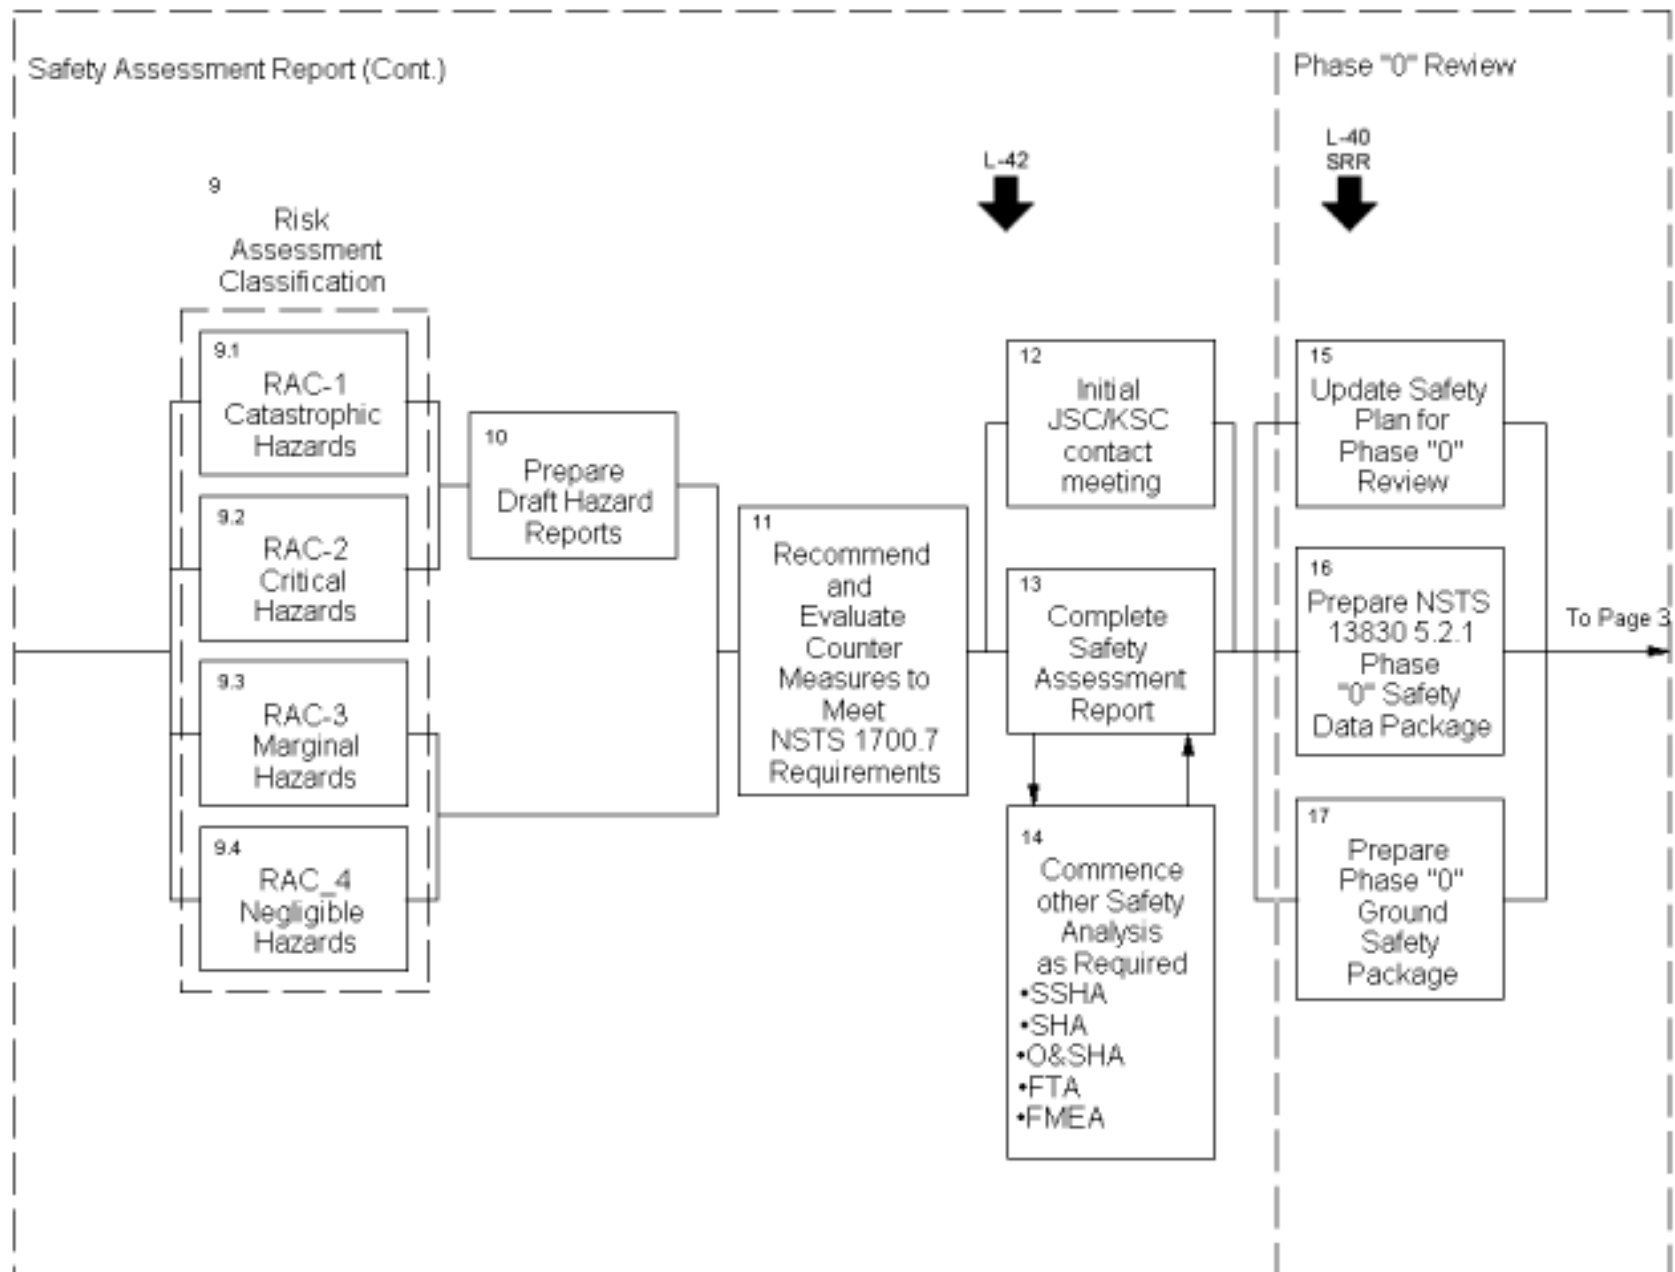 Safety Assessment Report (Cont.)
Phase "0" Review
L-42
L-40
SRR
9
Risk
Assessment
Classification
9.1
RAC-1
Catastrophic
Hazards
9.2
RAC-2
Critical
Hazards
9.3
RAC-3
Marginal
Hazards
9.4
RAC_4
Negligible
Hazards
10
Prepare
Draft Hazard
Reports
11
Recommend
and
Evaluate
Counter
Measures to
Meet
NSTS 1700.7
Requirements
12
Initial
JSC/KSC
contact
meeting
13
Complete
Safety
Assessment
Report
14
Commence
other Safety
Analysis
as Required
•SSHA
•SHA
•O&SHA
•FTA
•FMEA
15
Update Safety
Plan for
Phase "0"
Review
16
Prepare NSTS
13830 5.2.1
Phase
"0" Safety
Data Package
17
Prepare
Phase "0"
Ground
Safety
Package
To Page 3